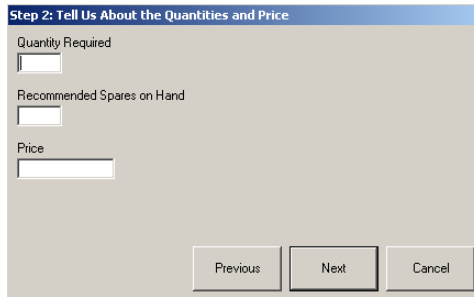 Step 2: Tell Us About the Quantities and Price
Quantity Required
Recommended Spares on Hand
Price
Previous Next Cancel